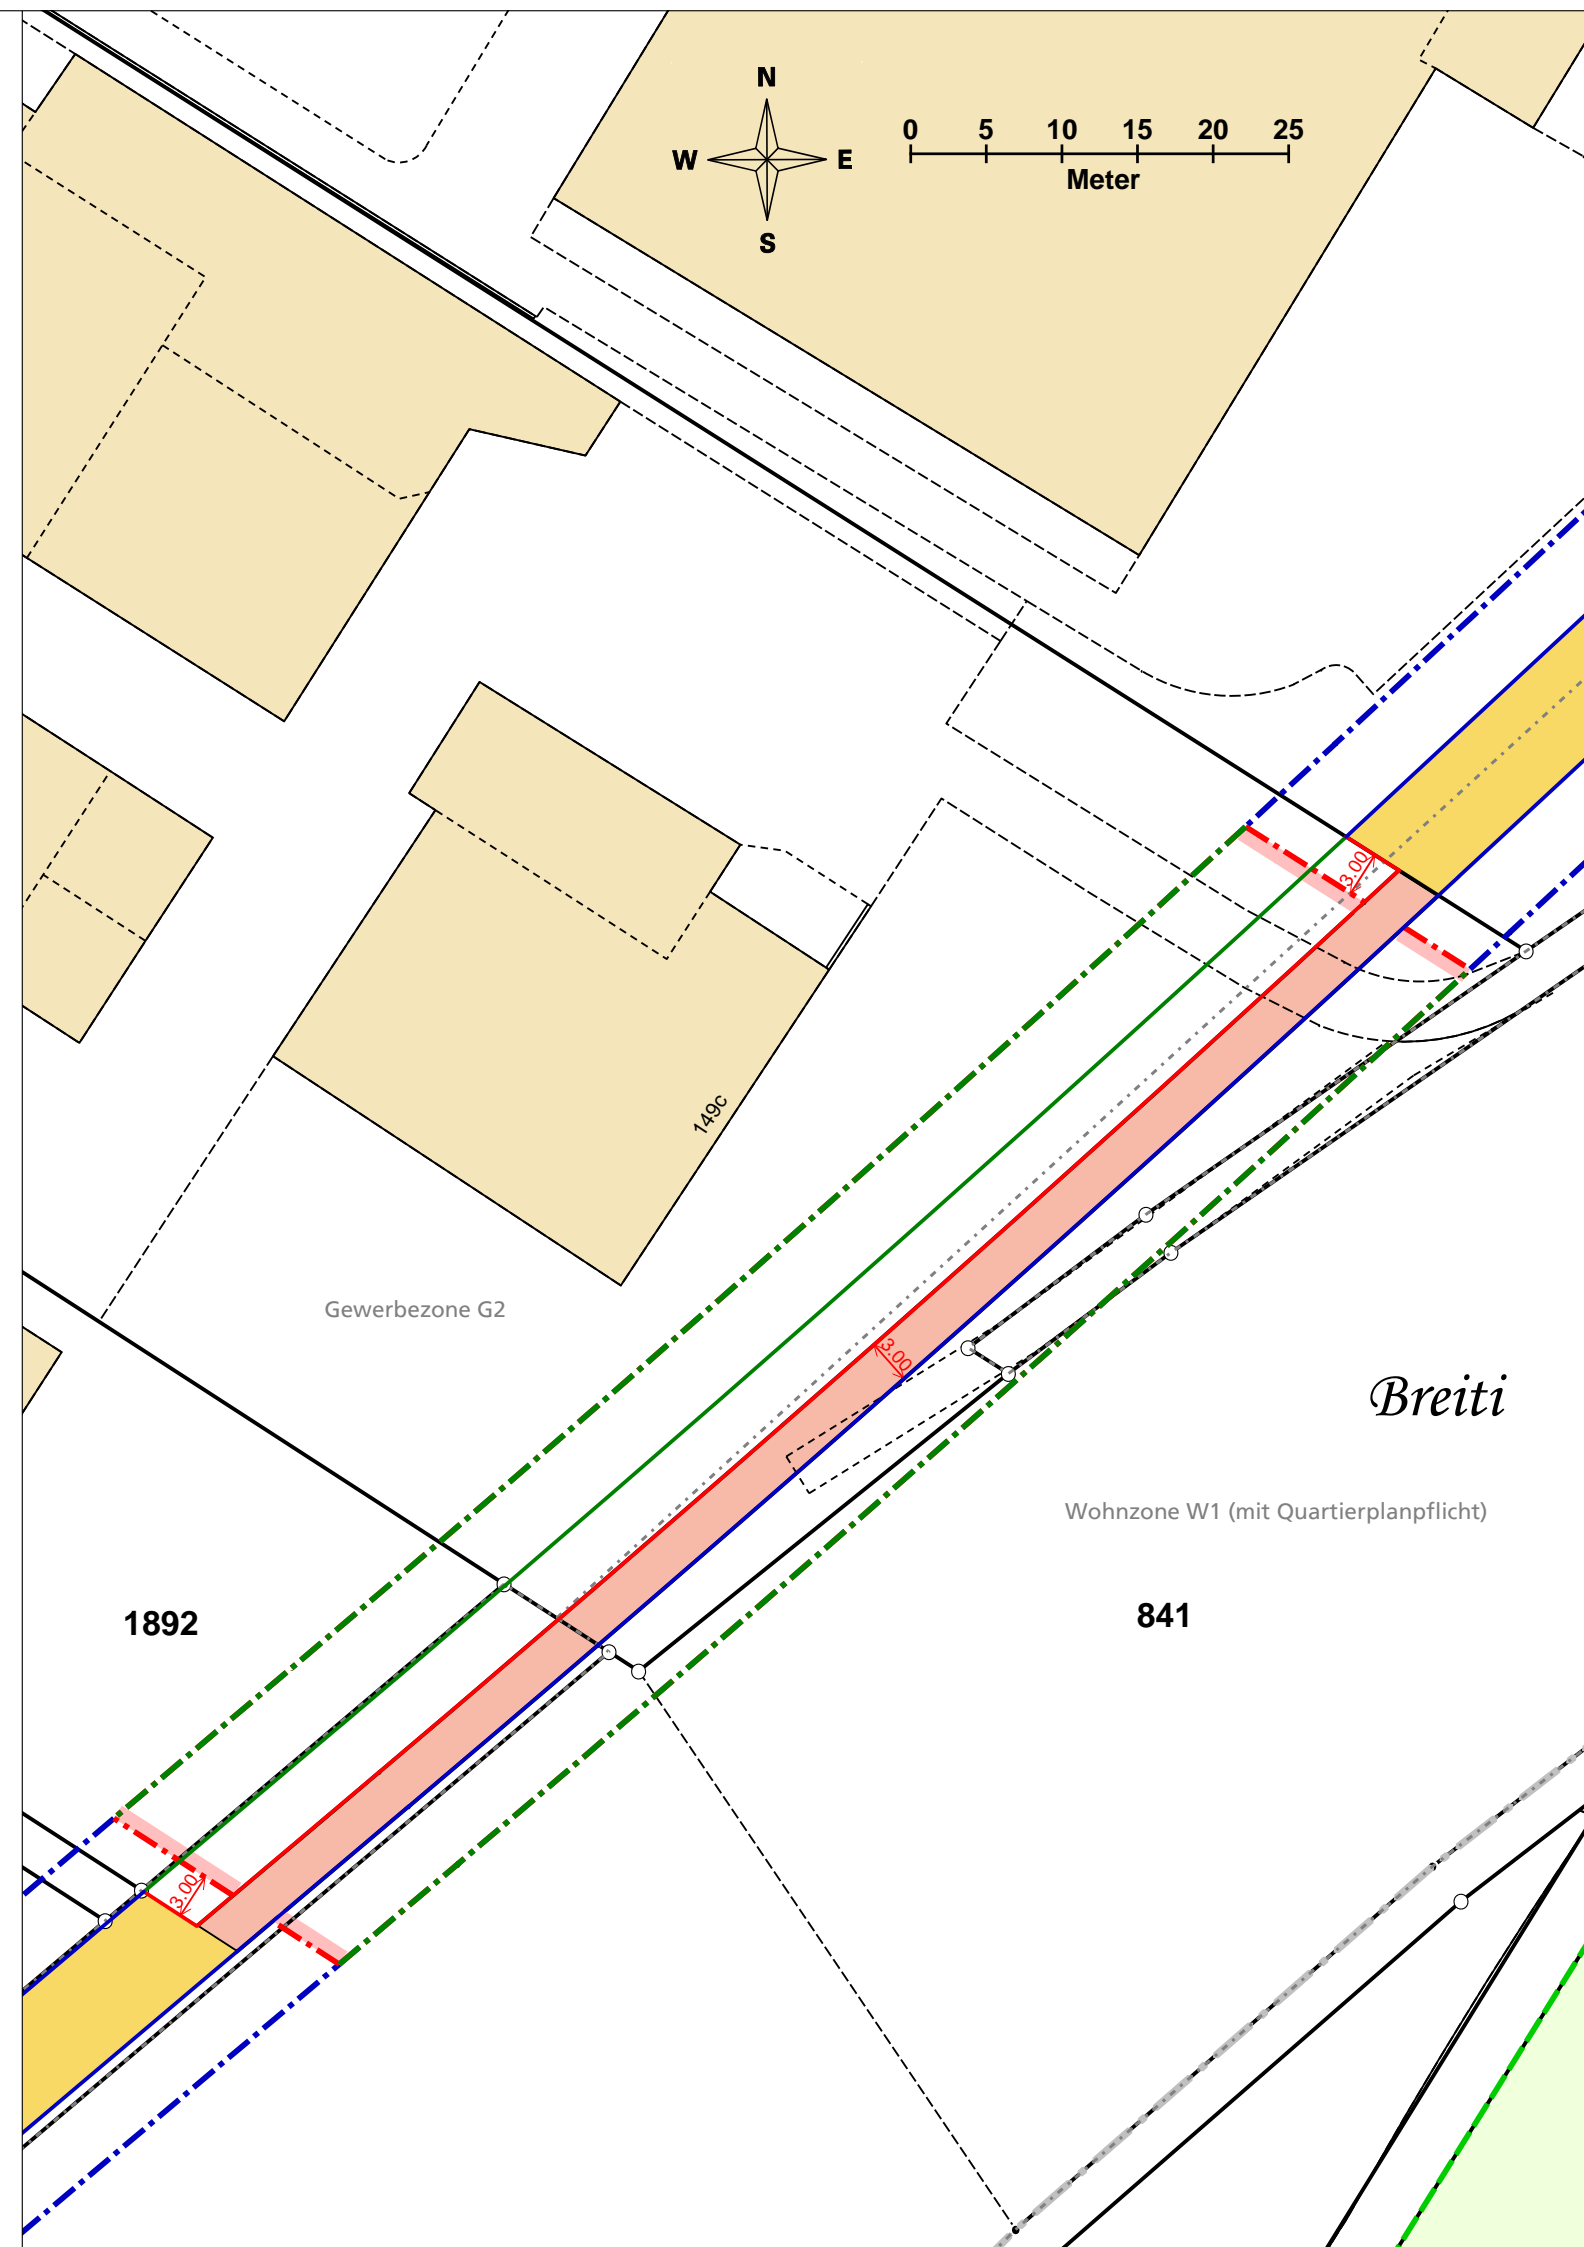 N
W E
S
0 5 10 15 20 25
Meter
3.00
149c
Gewerbezone G2
3.00
Breiti
Wohnzone W1 (mit Quartierplanpflicht)
1892
841
3.00